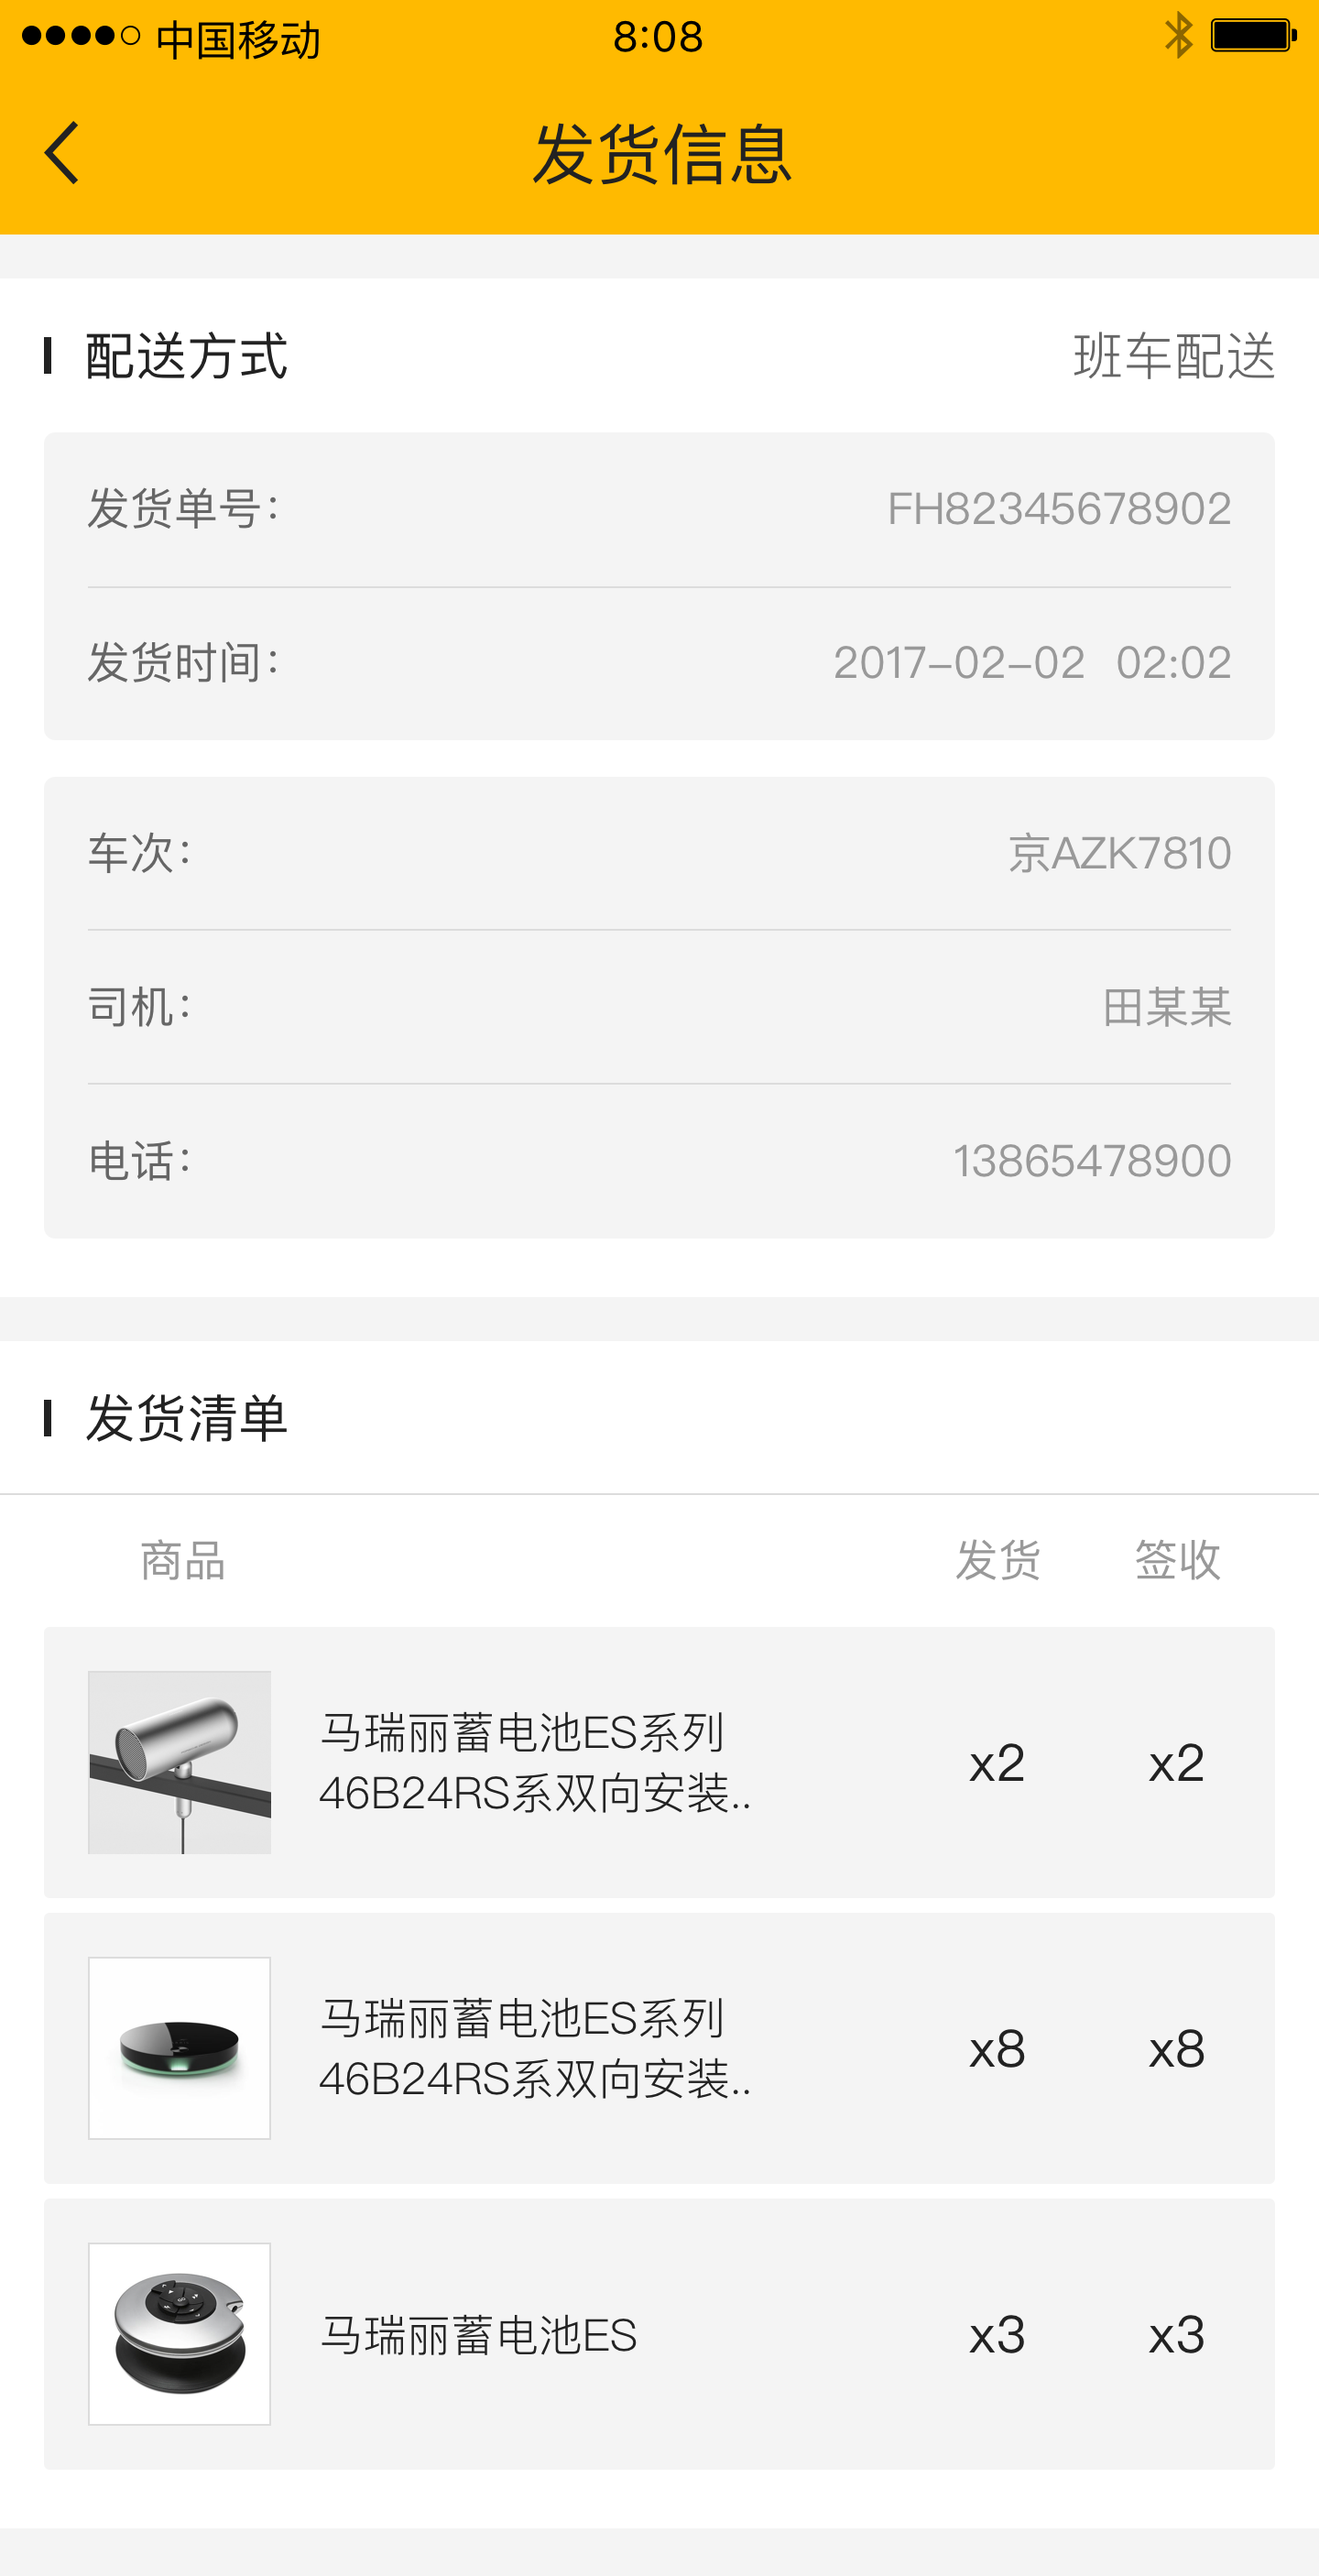 中国移动 8:08
发货信息
配送方式 班车配送
发货单号： FH82345678902
发货时间： 2017-02-02 02:02
车次： 京AZK7810
司机： 田某某
电话： 13865478900
发货清单
商品 发货 签收
马瑞丽蓄电池ES系列
46B24RS系双向安装.. x2 x2
马瑞丽蓄电池ES系列
46B24RS系双向安装.. x8 x8
马瑞丽蓄电池ES x3 x3